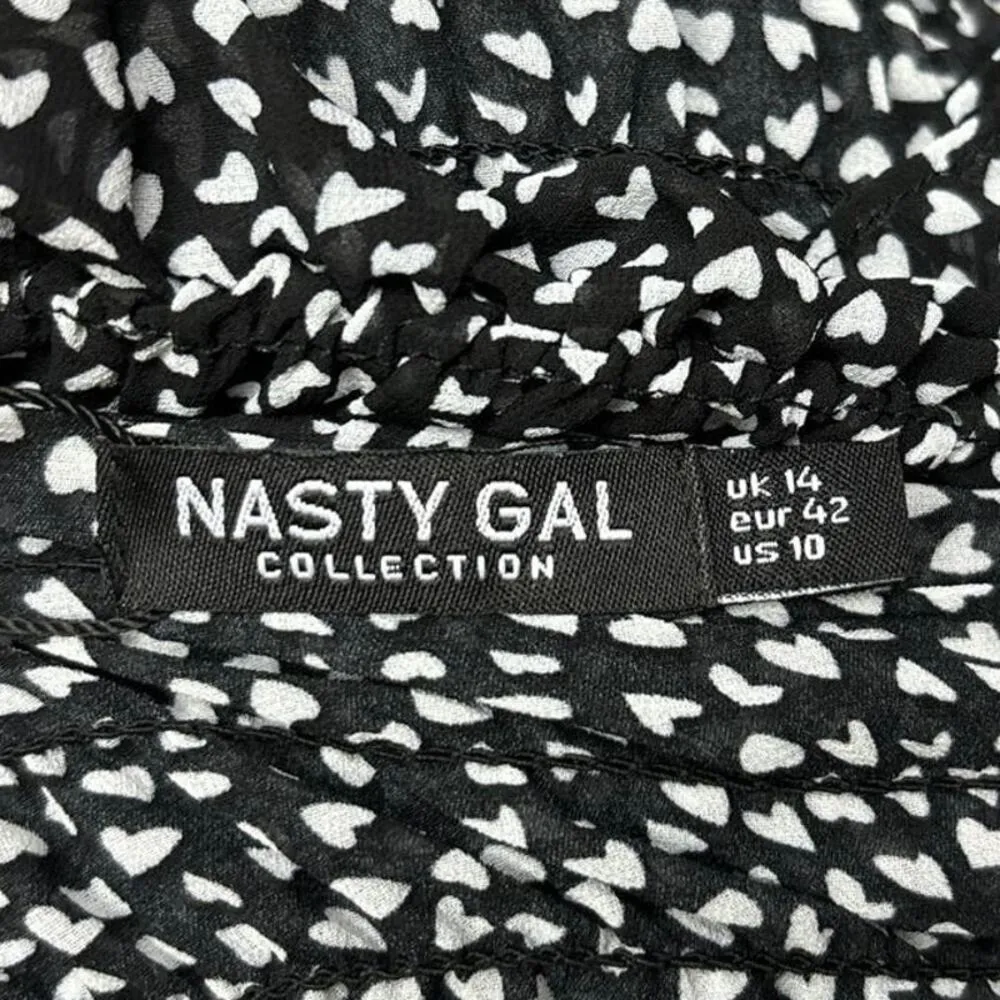 NASTY GAL
COLLECTION
uk 14
eur 42
us 10